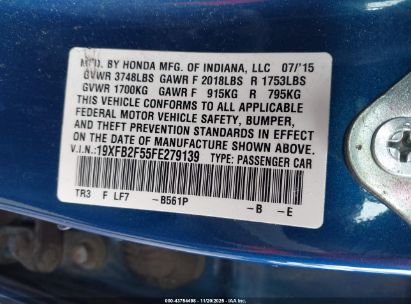 MFD BY HONDA MFG. OF INDIANA, LLC 07/'15
GVWR 3748LBS GAWR F 2018LBS R 1753LBS
GVWR 1700KG GAWR F 915KG R 795KG
THIS VEHICLE CONFORMS TO ALL APPLICABLE
FEDERAL MOTOR VEHICLE SAFETY, BUMPER,
AND THEFT PREVENTION STANDARDS IN EFFECT
ON THE DATE OF MANUFACTURE SHOWN ABOVE.
V.I.N.:19XFB2F55FE279139 TYPE: PASSENGER CAR
TR3 F LF7 -B561P -B -E